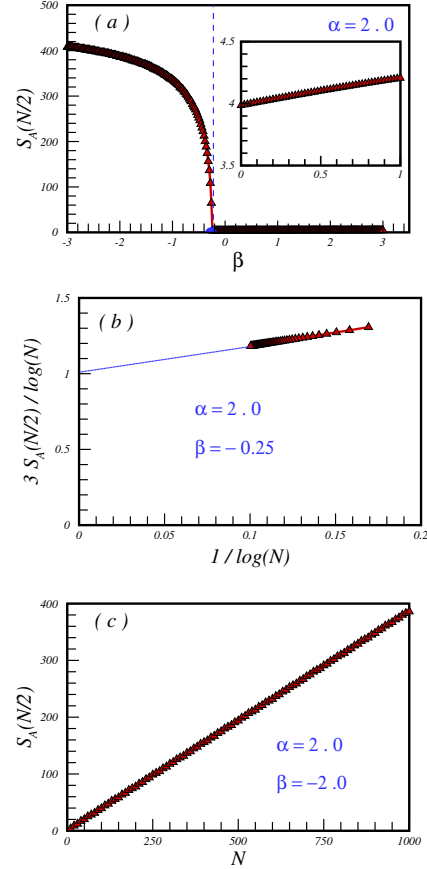 ( a )
α = 2 . 0
500
400
300
200
100
0
S_A(N/2)
-3 -2 -1 0 1 2 3
β
4.5
4
3.5
0 0.5 1
( b )
1.5
1
0.5
0
3 S_A(N/2) / log(N)
α = 2 . 0
β = − 0.25
0 0.05 0.1 0.15 0.2
1 / log(N)
( c )
400
300
200
100
0
S_A(N/2)
α = 2 . 0
β = −2.0
0 250 500 750 1000
N